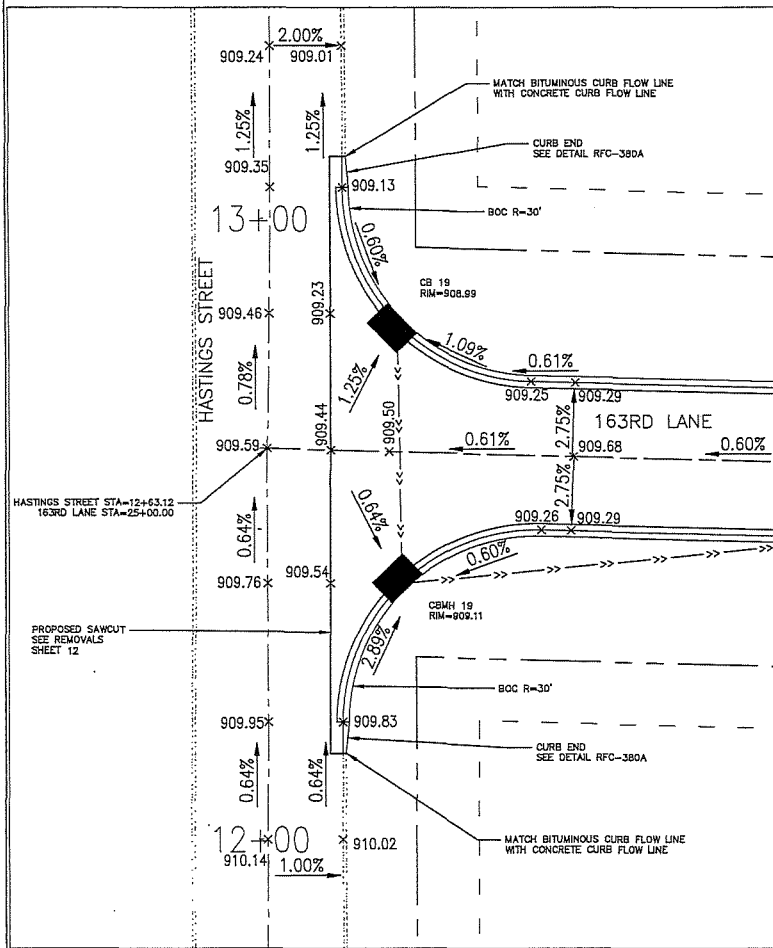 2.00%
909.24
909.01
MATCH BITUMINOUS CURB FLOW LINE
WITH CONCRETE CURB FLOW LINE
1.25%
1.25%
CURB END
SEE DETAIL RFC-380A
909.35
909.13
13+00
BOC R=30'
0.60%
HASTINGS STREET
CB 19
RIM=908.99
909.46
909.23
1.09%
0.61%
0.78%
1.25%
909.25
909.29
909.44
909.50
2.75%
163RD LANE
909.59
0.61%
909.68
0.60%
HASTINGS STREET STA=12+63.12
163RD LANE STA=25+00.00
2.75%
0.64%
0.64%
909.26
909.29
909.76
909.54
0.60%
CBMH 19
RIM=909.11
PROPOSED SAWCUT
SEE REMOVALS
SHEET 12
2.89%
BOC R=30'
909.95
909.83
CURB END
SEE DETAIL RFC-380A
0.64%
0.64%
12+00
910.02
MATCH BITUMINOUS CURB FLOW LINE
WITH CONCRETE CURB FLOW LINE
910.14
1.00%